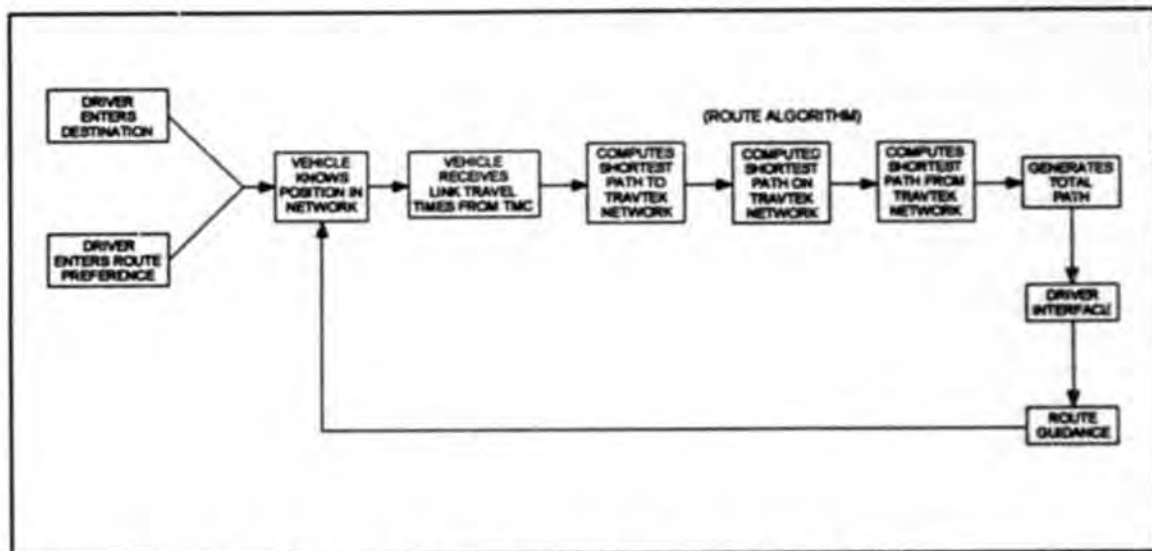 DRIVER
ENTERS
DESTINATION
DRIVER
ENTERS ROUTE
PREFERENCE
VEHICLE
KNOWS
POSITION IN
NETWORK
VEHICLE
RECEIVES
LINK TRAVEL
TIMES FROM TMC
(ROUTE ALGORITHM)
COMPUTES
SHORTEST
PATH TO
TRAVTEK
NETWORK
COMPUTED
SHORTEST
PATH ON
TRAVTEK
NETWORK
COMPUTES
SHORTEST
PATH FROM
TRAVTEK
NETWORK
GENERATES
TOTAL
PATH
DRIVER
INTERFACE
ROUTE
GUIDANCE